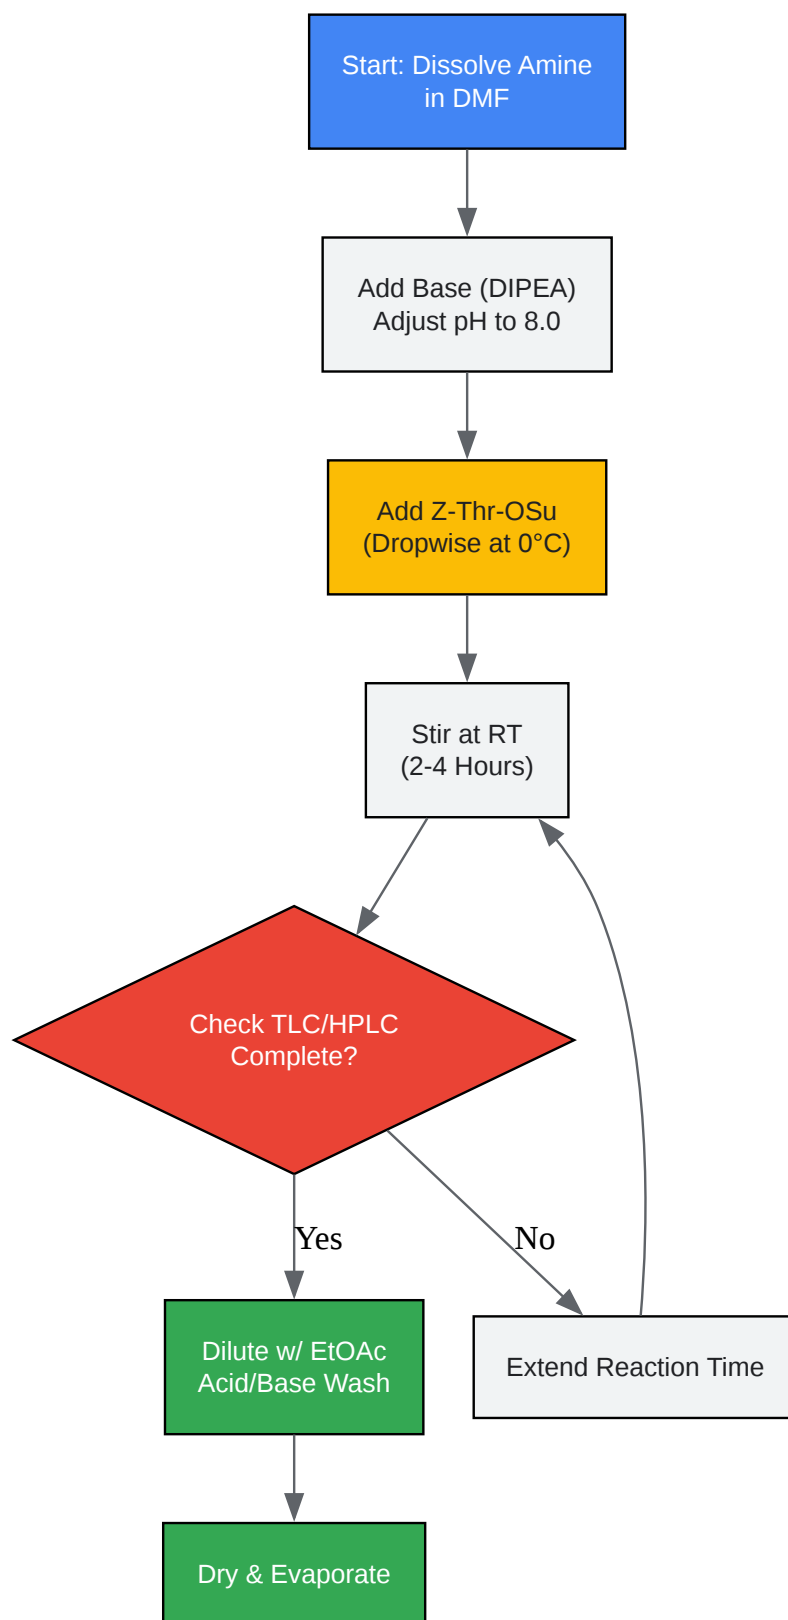 Start: Dissolve Amine
in DMF
Add Base (DIPEA)
Adjust pH to 8.0
Add Z-Thr-OSu
(Dropwise at 0°C)
Stir at RT
(2-4 Hours)
Check TLC/HPLC
Complete?
Yes
No
Dilute w/ EtOAc
Acid/Base Wash
Extend Reaction Time
Dry & Evaporate